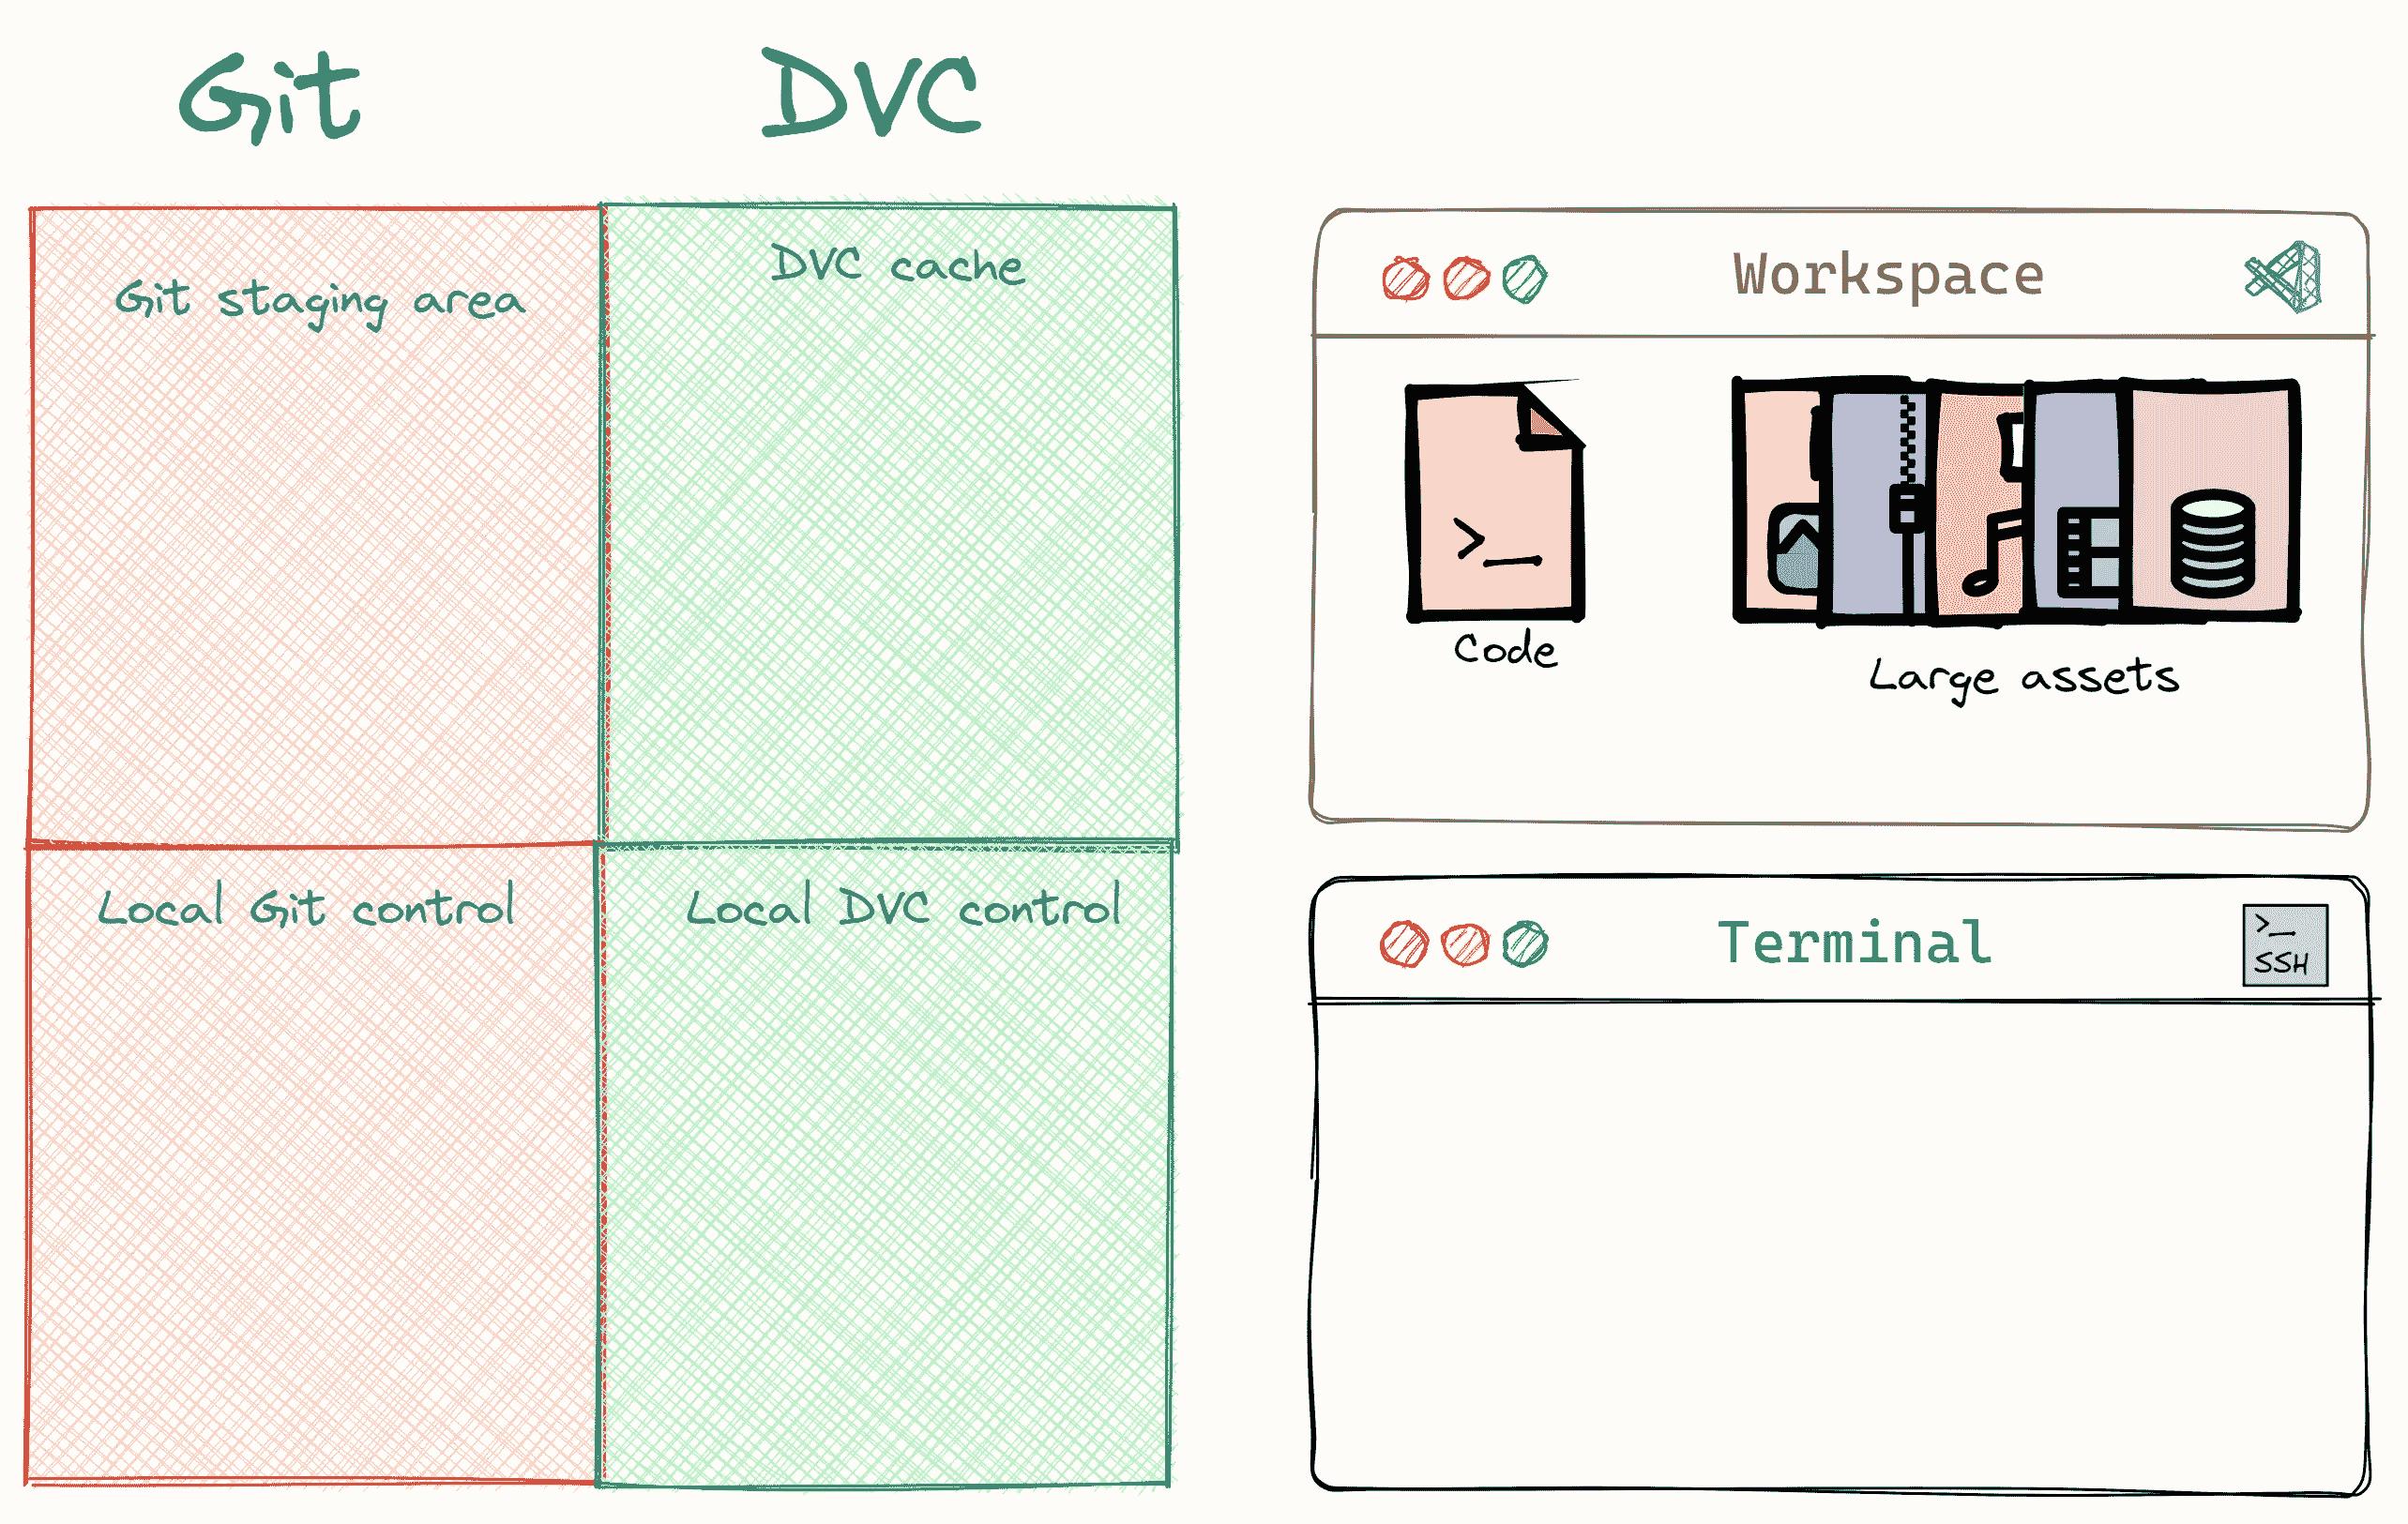 Git
DVC
Git staging area
DVC cache
Local Git control
Local DVC control
Workspace
>_
Code
Large assets
Terminal
>_
SSH